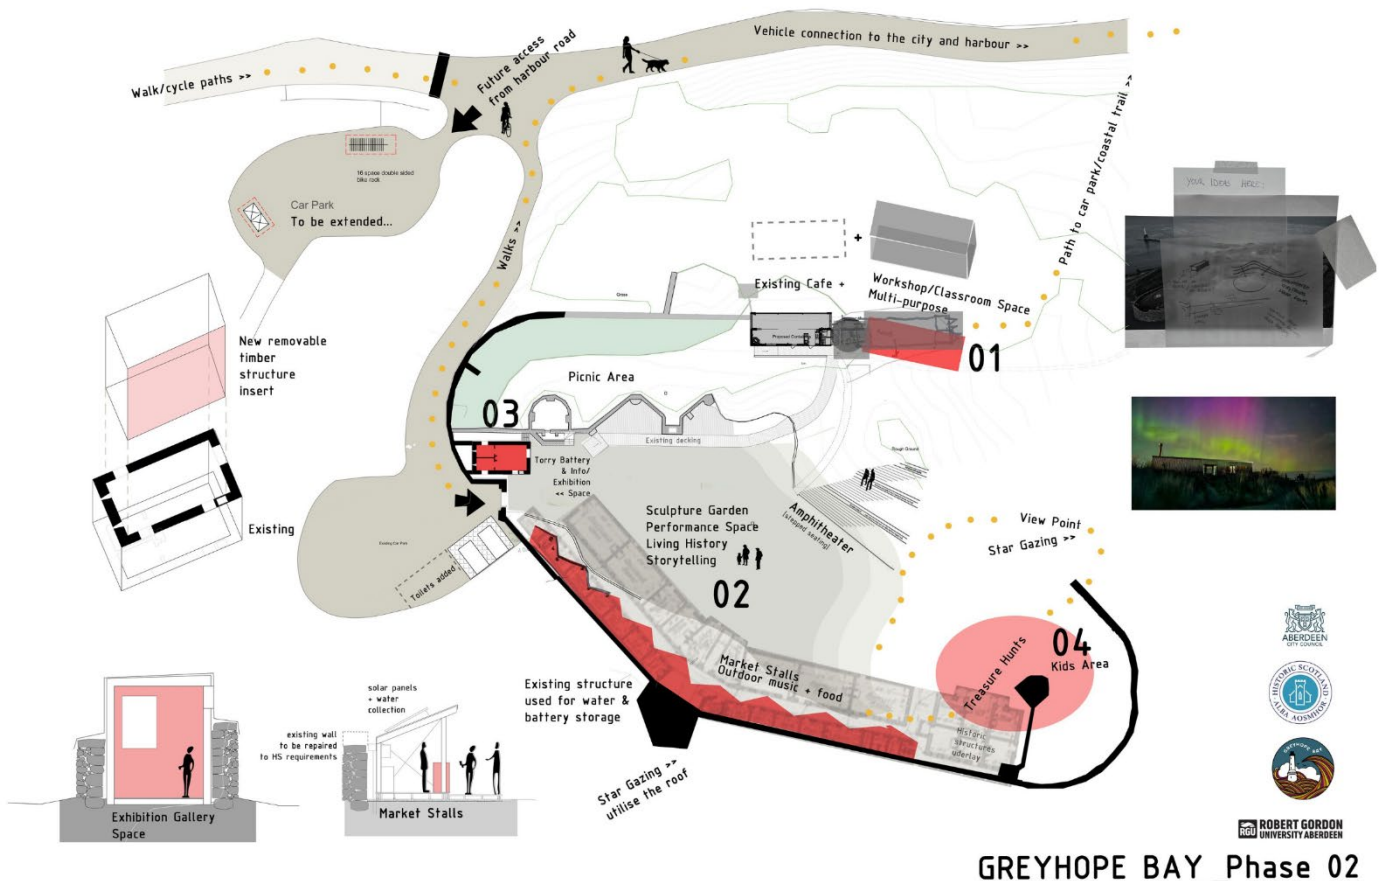 Vehicle connection to the city and harbour >>
Walk/cycle paths >>
Future access
from harbour road
16 space double sided
bike rack
Car Park
To be extended...
Walks >>
Path to car park/coastal trail >>
YOUR IDEAS HERE:
Existing Cafe +
+
Workshop/Classroom Space
Multi-purpose
01
New removable
timber
structure
insert
Picnic Area
03
Existing decking
Rough Ground
Torry Battery
& Info/
Exhibition
<< Space
Existing
Existing Car Park
Toilets added
Sculpture Garden
Performance Space
Living History
Storytelling
02
Amphitheater
(stepped seating)
View Point
Star Gazing >>
04
Kids Area
Treasure Hunts
Market Stalls
Outdoor music + food
Historic
structures
uderlay
Existing structure
used for water &
battery storage
Star Gazing >>
utilise the roof
solar panels
+ water
collection
existing wall
to be repaired
to HS requirements
Exhibition Gallery
Space
Market Stalls
ABERDEEN
CITY COUNCIL
HISTORIC SCOTLAND
ALBA AOSMHOR
GREYHOPE BAY
RGU ROBERT GORDON
UNIVERSITY ABERDEEN
GREYHOPE BAY Phase 02